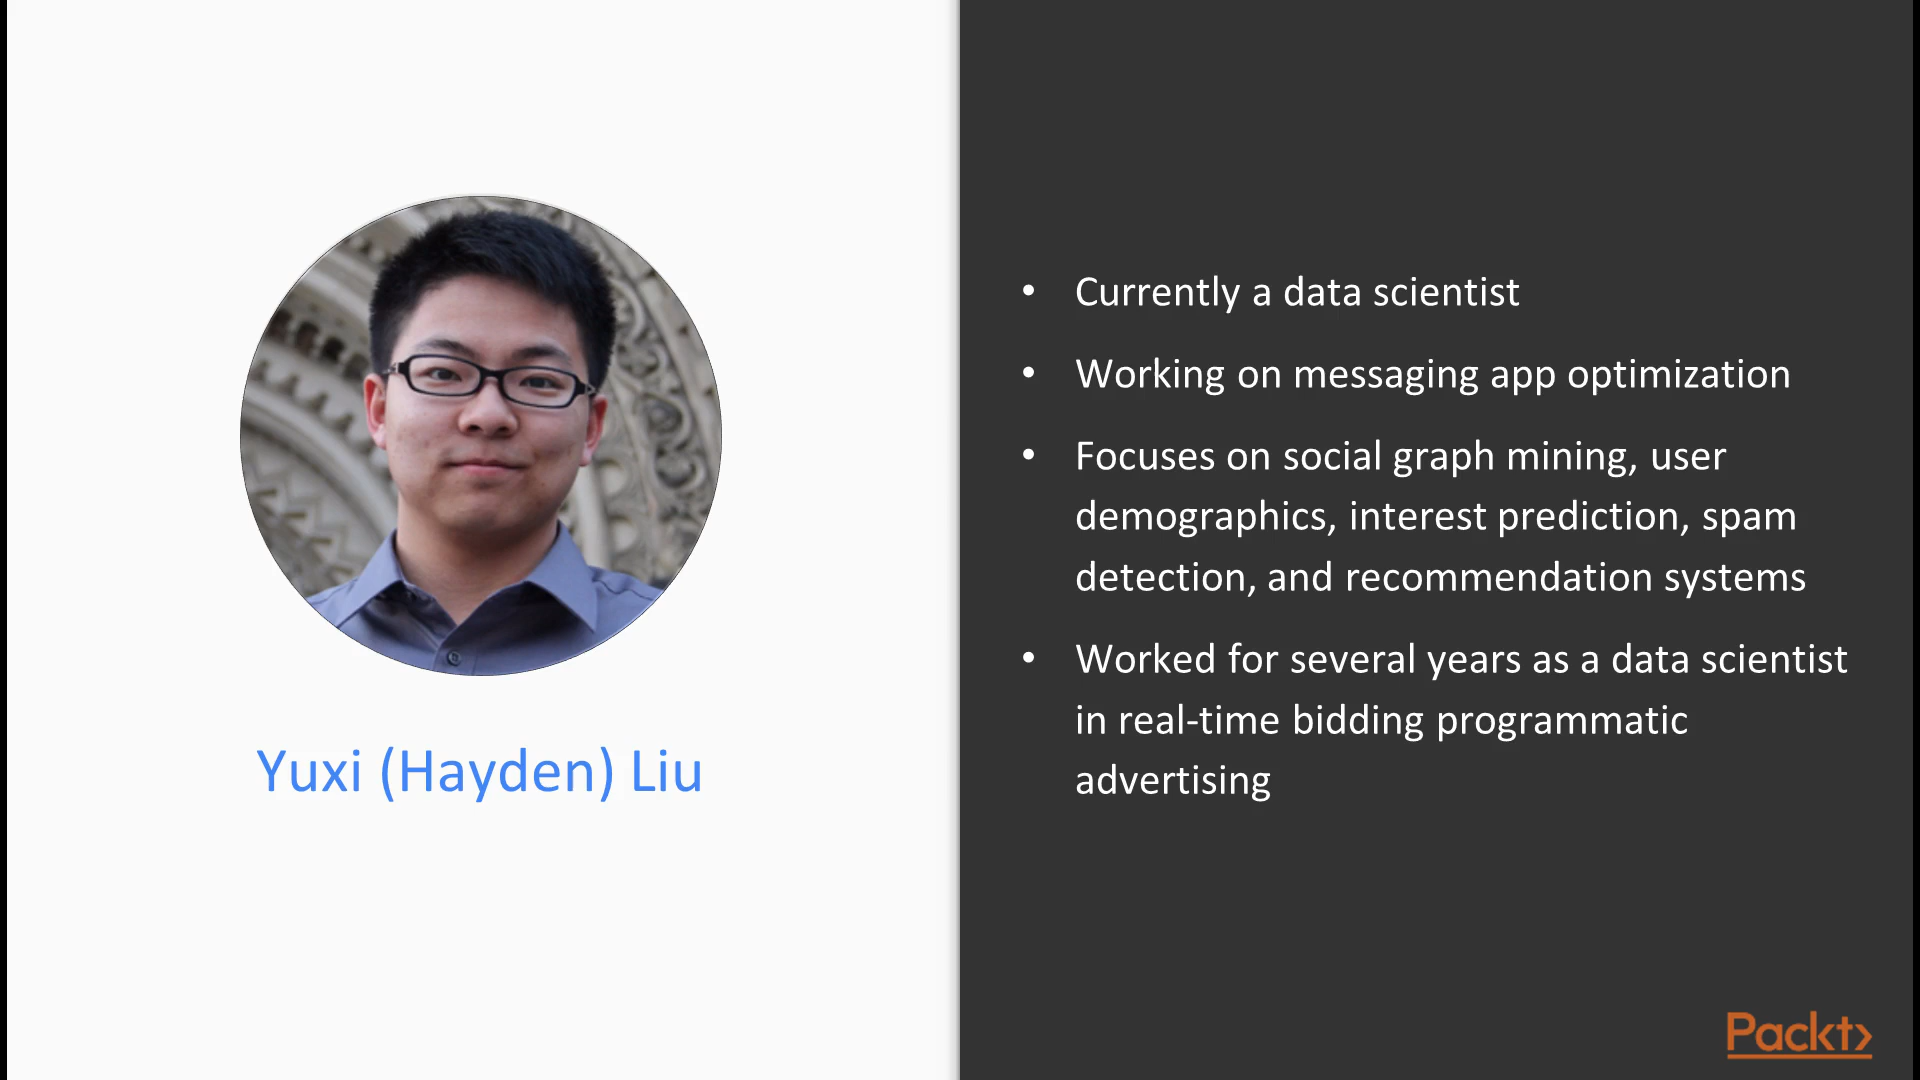 Yuxi (Hayden) Liu
• Currently a data scientist
• Working on messaging app optimization
• Focuses on social graph mining, user
demographics, interest prediction, spam
detection, and recommendation systems
• Worked for several years as a data scientist
in real-time bidding programmatic
advertising
Packt>